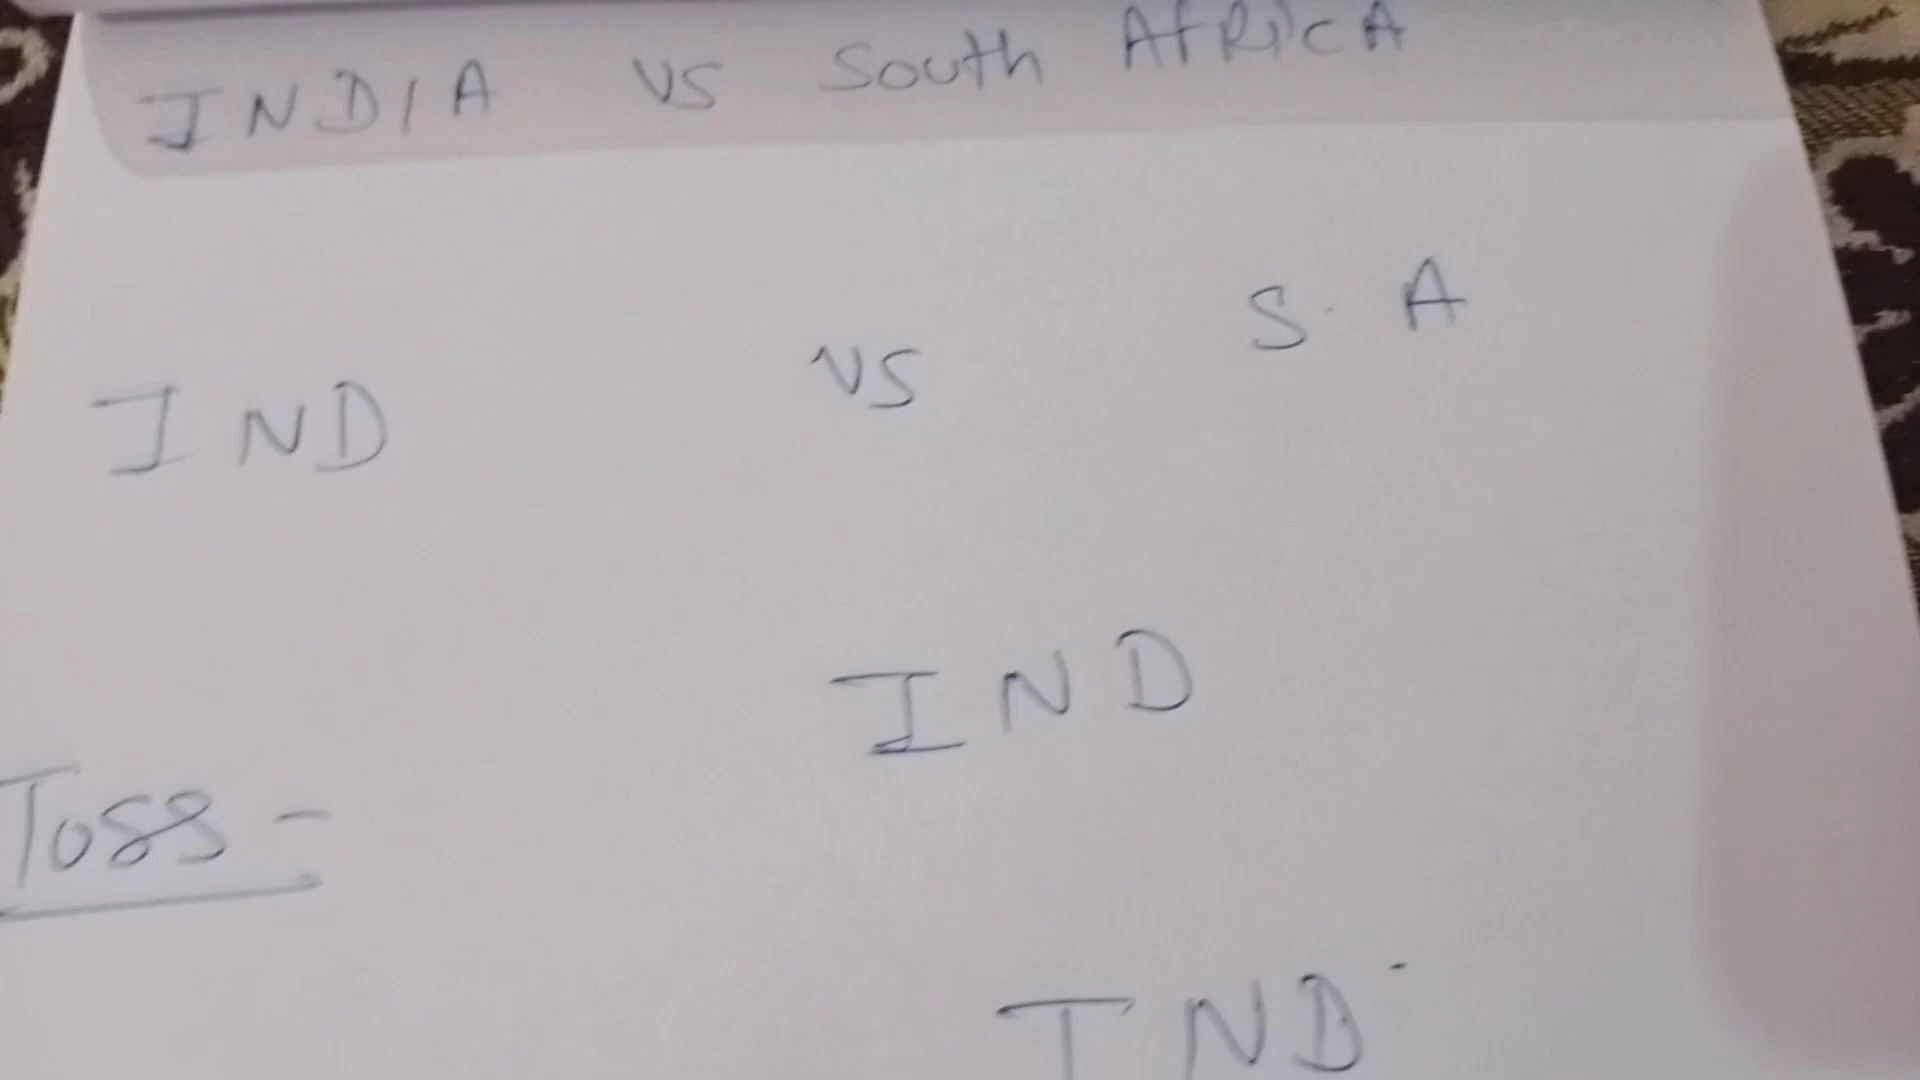 INDIA VS South AfRicA
IND VS S. A
Toss - IND
IND